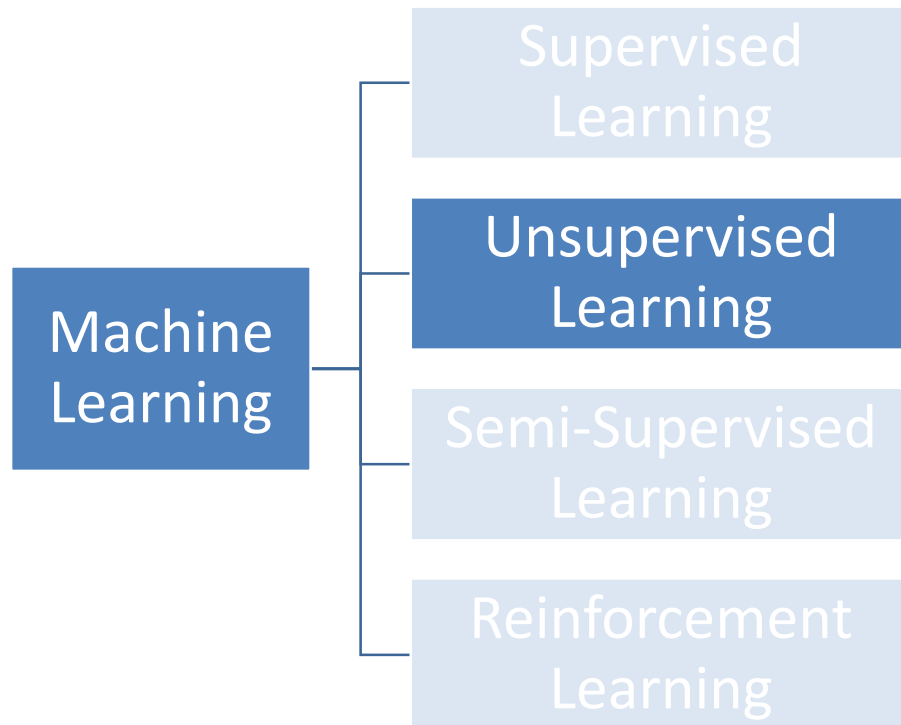 Supervised
Learning
Unsupervised
Learning
Machine
Learning
Semi-Supervised
Learning
Reinforcement
Learning